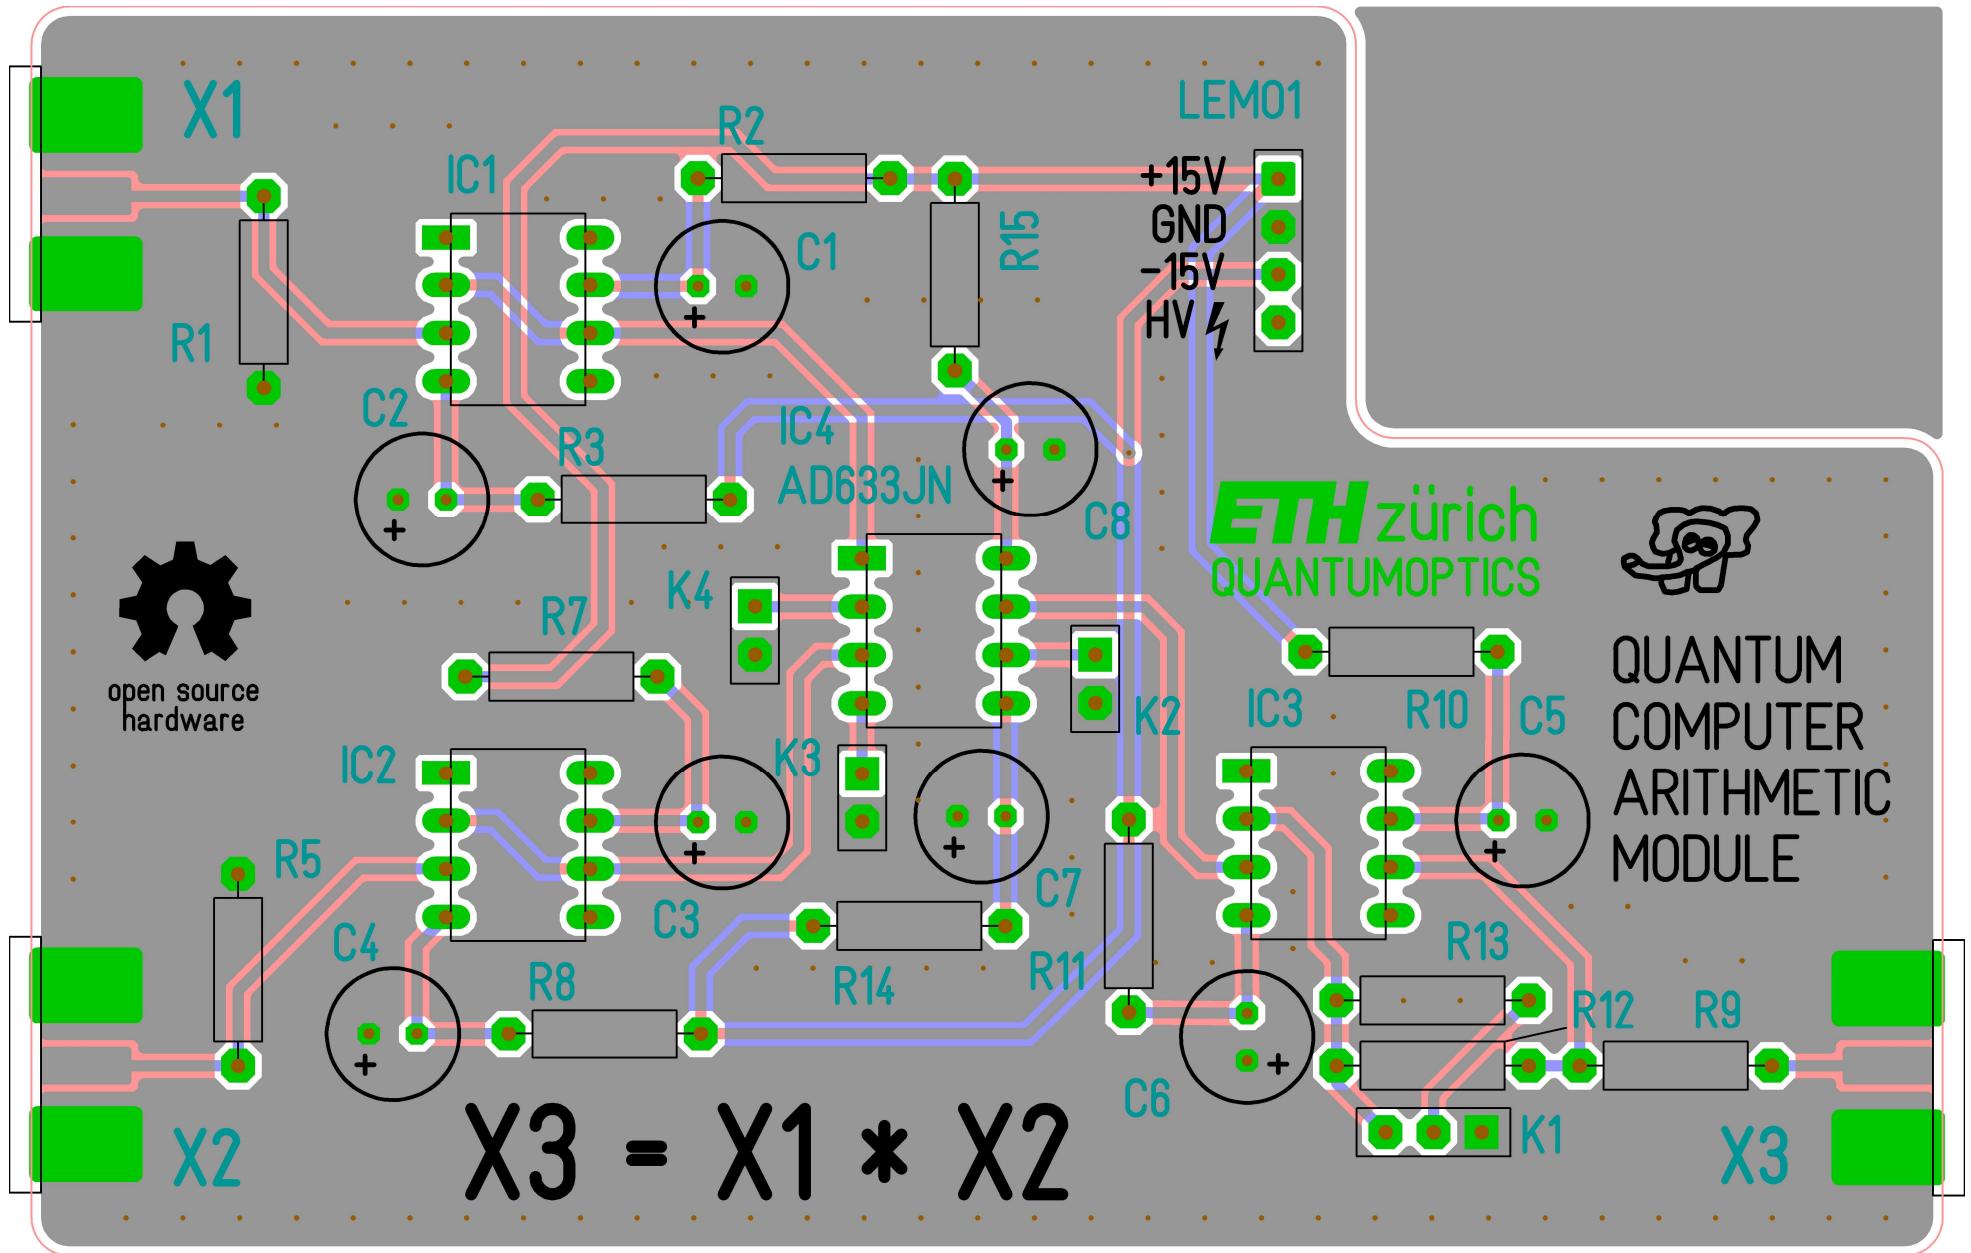 X1
LEMO1
R2
IC1
+15V
GND
-15V
HV
C1
R15
R1
C2
IC4
R3
AD633JN
C8
ETH zürich
QUANTUMOPTICS
K4
R7
open source
hardware
QUANTUM
COMPUTER
ARITHMETIC
MODULE
K2
IC3
R10
C5
K3
IC2
R5
C7
C3
C4
R13
R11
R8
R14
R12
R9
C6
X2
X3 = X1 * X2
K1
X3